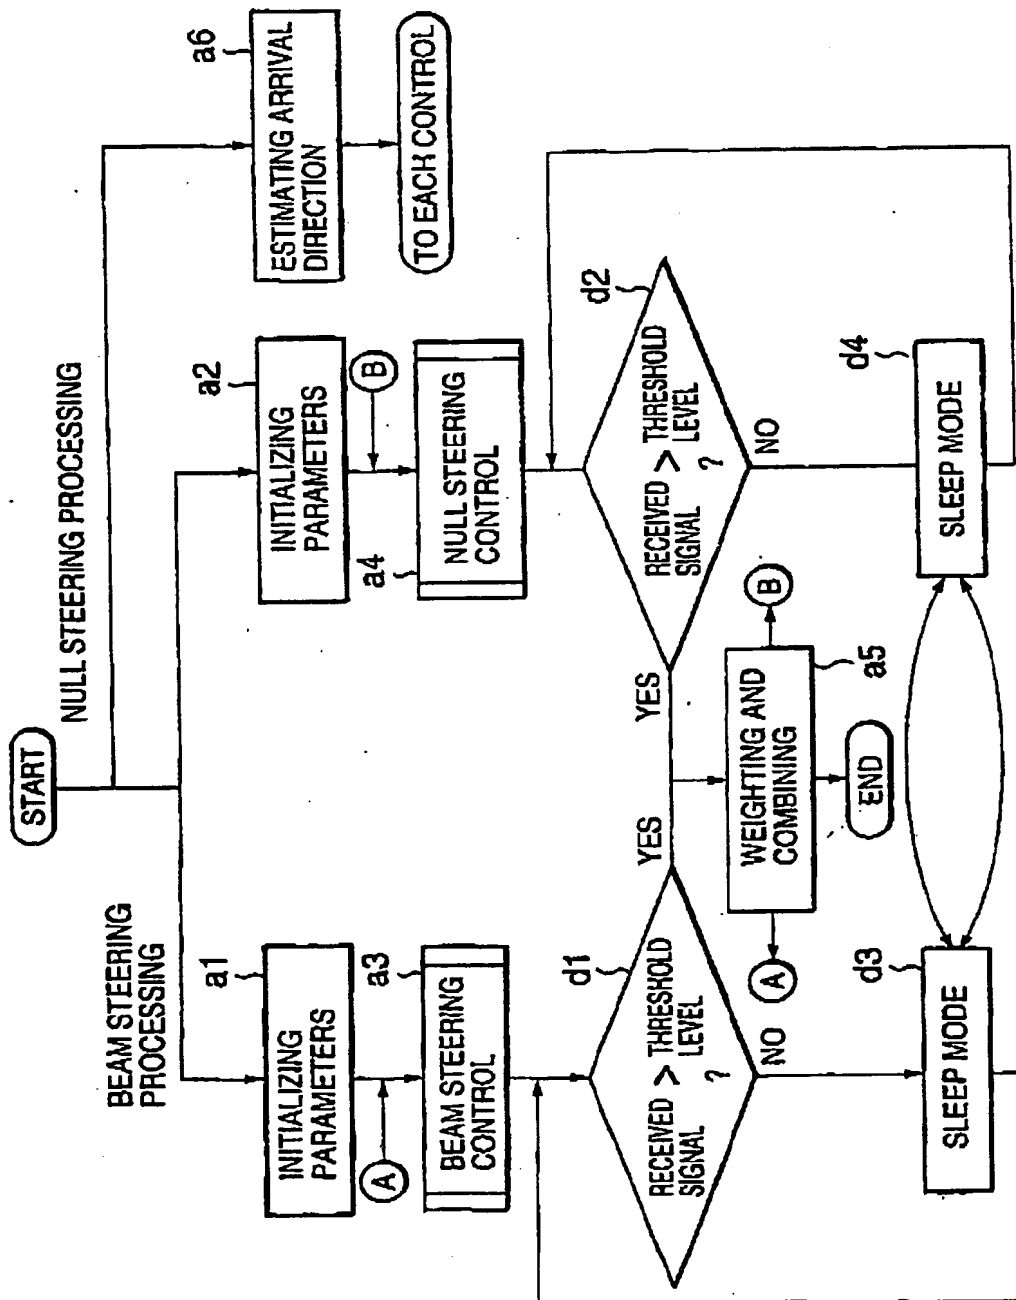 START
BEAM STEERING
PROCESSING
NULL STEERING PROCESSING
a1
INITIALIZING
PARAMETERS
a2
INITIALIZING
PARAMETERS
a6
ESTIMATING ARRIVAL
DIRECTION
TO EACH CONTROL
A
B
a3
BEAM STEERING
CONTROL
a4
NULL STEERING
CONTROL
d1
RECEIVED > THRESHOLD
SIGNAL LEVEL
?
YES
NO
d2
RECEIVED > THRESHOLD
SIGNAL LEVEL
?
YES
NO
A
WEIGHTING AND
COMBINING
B
a5
END
d3
SLEEP MODE
d4
SLEEP MODE